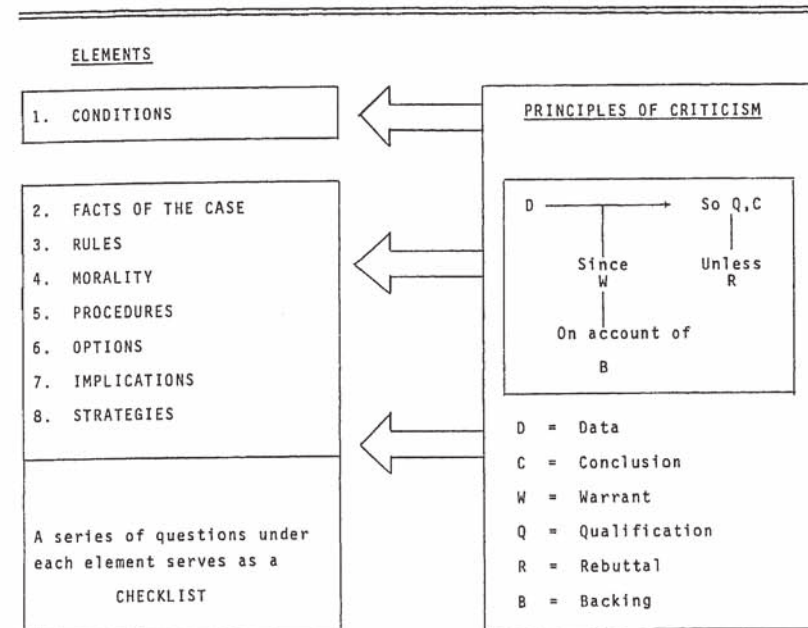 ELEMENTS
1. CONDITIONS
2. FACTS OF THE CASE
3. RULES
4. MORALITY
5. PROCEDURES
6. OPTIONS
7. IMPLICATIONS
8. STRATEGIES
A series of questions under
each element serves as a
CHECKLIST
PRINCIPLES OF CRITICISM
D So Q,C
Since Unless
W R
On account of
B
D = Data
C = Conclusion
W = Warrant
Q = Qualification
R = Rebuttal
B = Backing